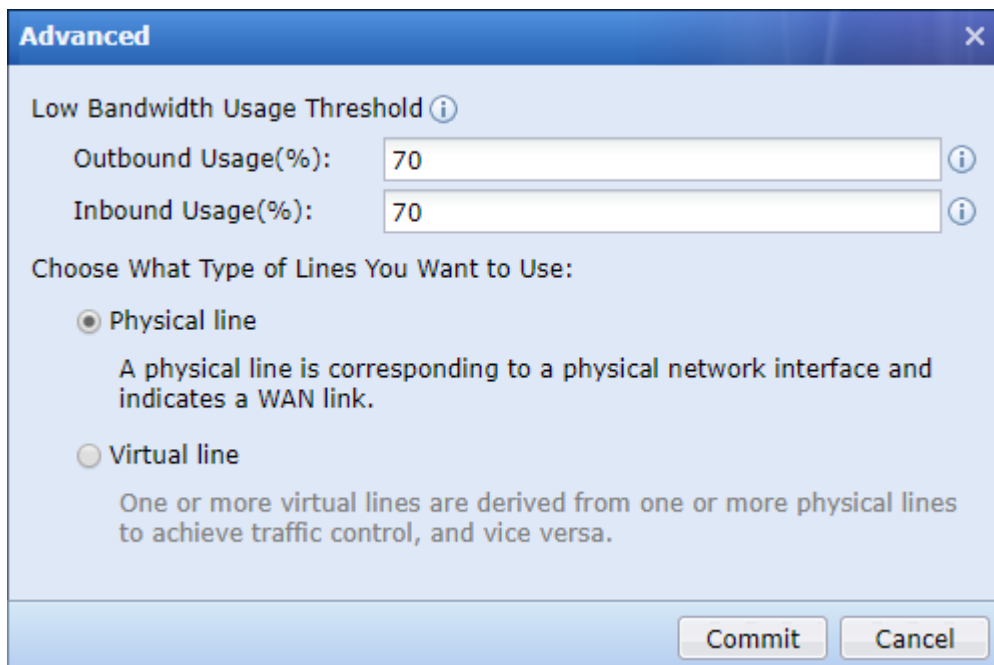 Advanced
Low Bandwidth Usage Threshold
Outbound Usage(%): 70
Inbound Usage(%): 70
Choose What Type of Lines You Want to Use:
Physical line
A physical line is corresponding to a physical network interface and
indicates a WAN link.
Virtual line
One or more virtual lines are derived from one or more physical lines
to achieve traffic control, and vice versa.
Commit Cancel